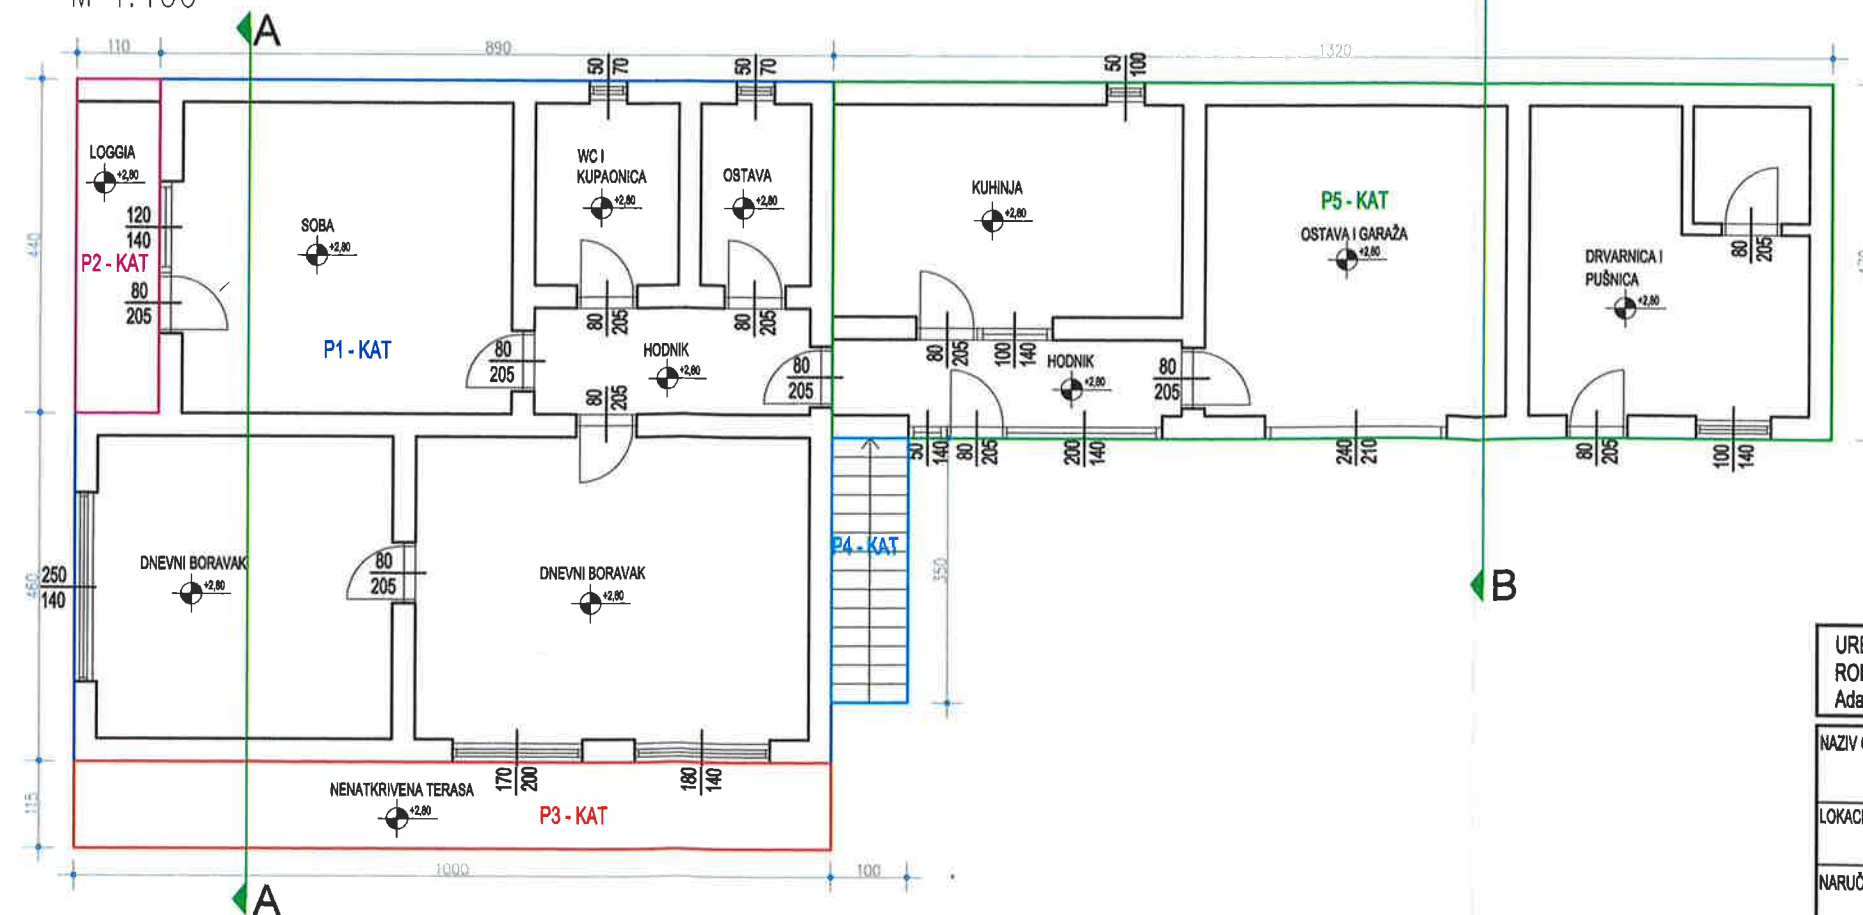 M 1:100
A
110
890
1320
50
70
50
70
50
100
LOGGIA
+2,80
WC I
KUPAONICA
+2,80
OSTAVA
+2,80
KUHINJA
+2,80
P5 - KAT
OSTAVA I GARAŽA
+2,80
SOBA
+2,80
DRVARNICA I
PUŠNICA
+2,80
80
205
120
140
440
P2 - KAT
80
205
P1 - KAT
80
205
80
205
80
205
HODNIK
+2,80
80
205
80
205
80
205
100
140
HODNIK
+2,80
80
205
50
140
80
205
200
140
240
210
80
205
100
140
DNEVNI BORAVAK
+2,80
250
140
460
80
205
DNEVNI BORAVAK
+2,80
P4 - KAT
350
B
170
200
180
140
NENATKRIVENA TERASA
+2,80
P3 - KAT
115
1000
100
A
URE
Ada
NAZIV
LOKACI
NARUČ